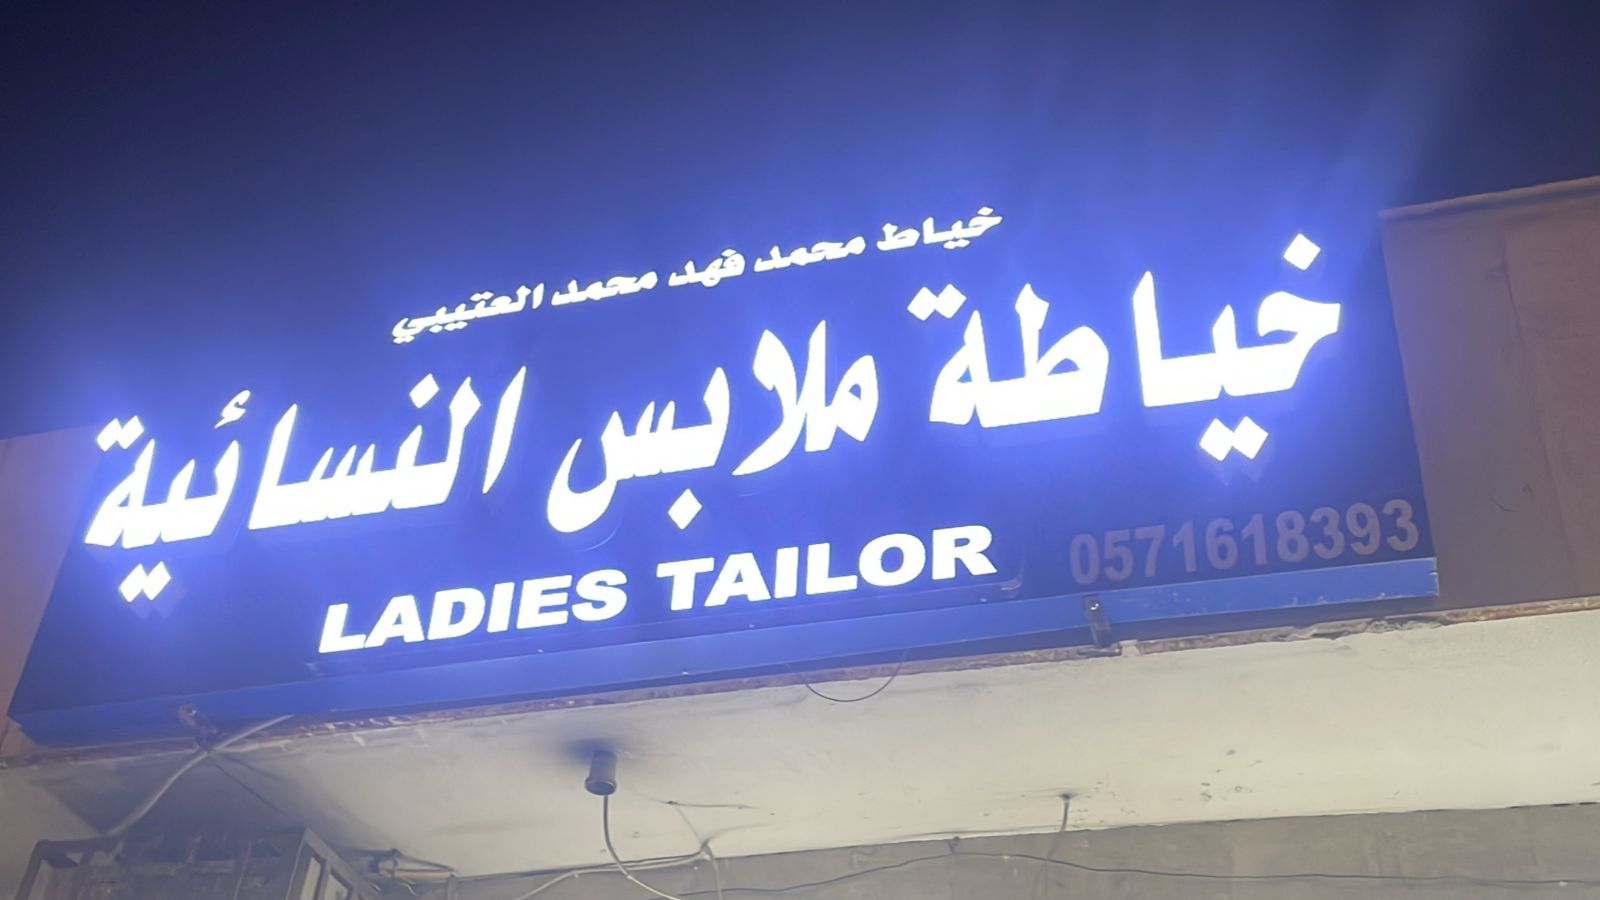 خياط محمد فهد محمد العتيبي
خياطة ملابس النسائية
LADIES TAILOR
0571618393